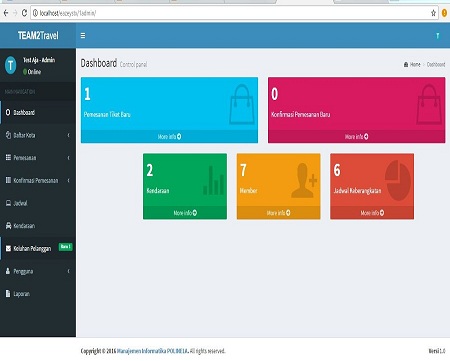 localhost/eazeysta/1admin/
TEAM2Travel
T
T
Test Aja - Admin
Online
MAIN NAVIGATION
Dashboard
Daftar Kota
Pemesanan
Konfirmasi Pemesanan
Jadwal
Kendaraan
Keluhan Pelanggan
Pengguna
Laporan
Dashboard Control panel
Home > Dashboard
1
Pemesanan Tiket Baru
More info
0
Konfirmasi Pemesanan Baru
More info
2
Kendaraan
More info
7
Member
More info
6
Jadwal Keberangkatan
More info
Copyright © 2016 Manajemen Informatika POLINELA. All rights reserved.
Versi 1.0